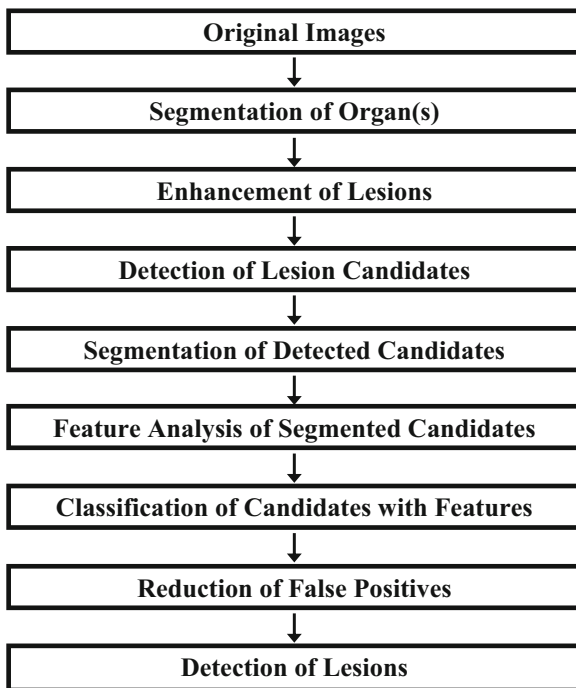 Original Images
Segmentation of Organ(s)
Enhancement of Lesions
Detection of Lesion Candidates
Segmentation of Detected Candidates
Feature Analysis of Segmented Candidates
Classification of Candidates with Features
Reduction of False Positives
Detection of Lesions